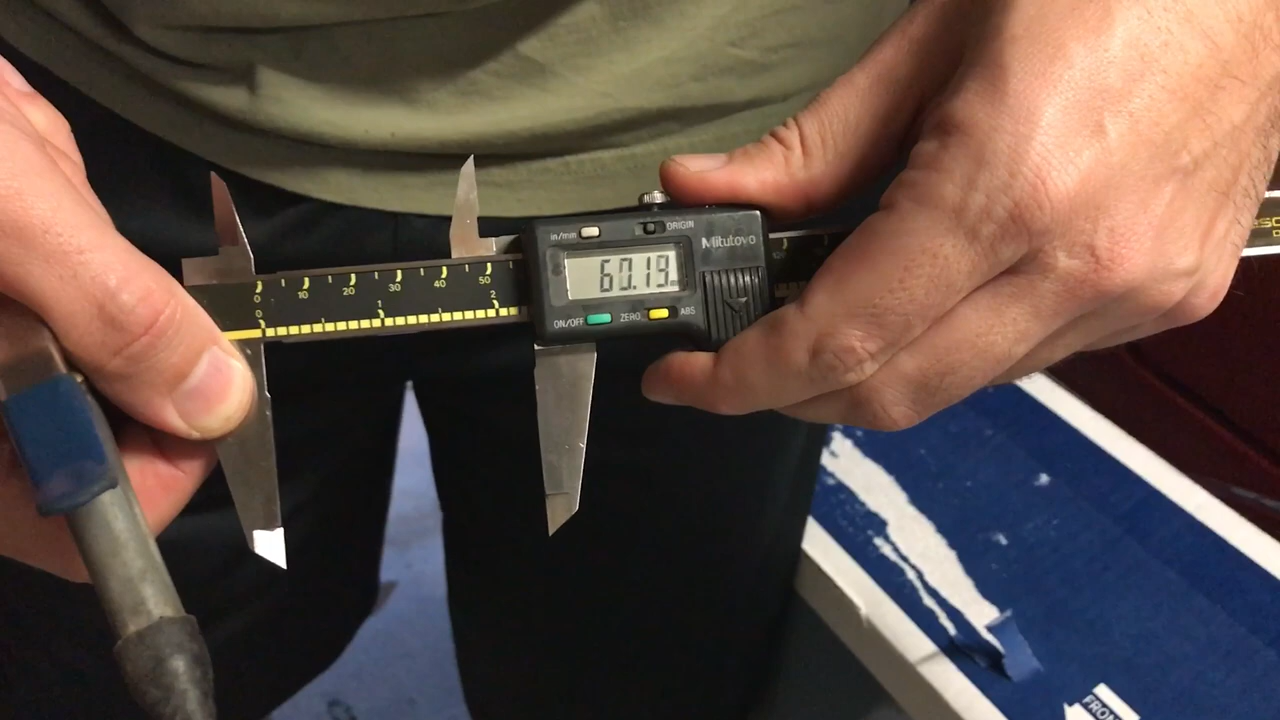 in/mm ORIGIN
Mitutoyo
60.19
ON/OFF ZERO ABS
0 10 20 30 40 50
0 1 2
FROM